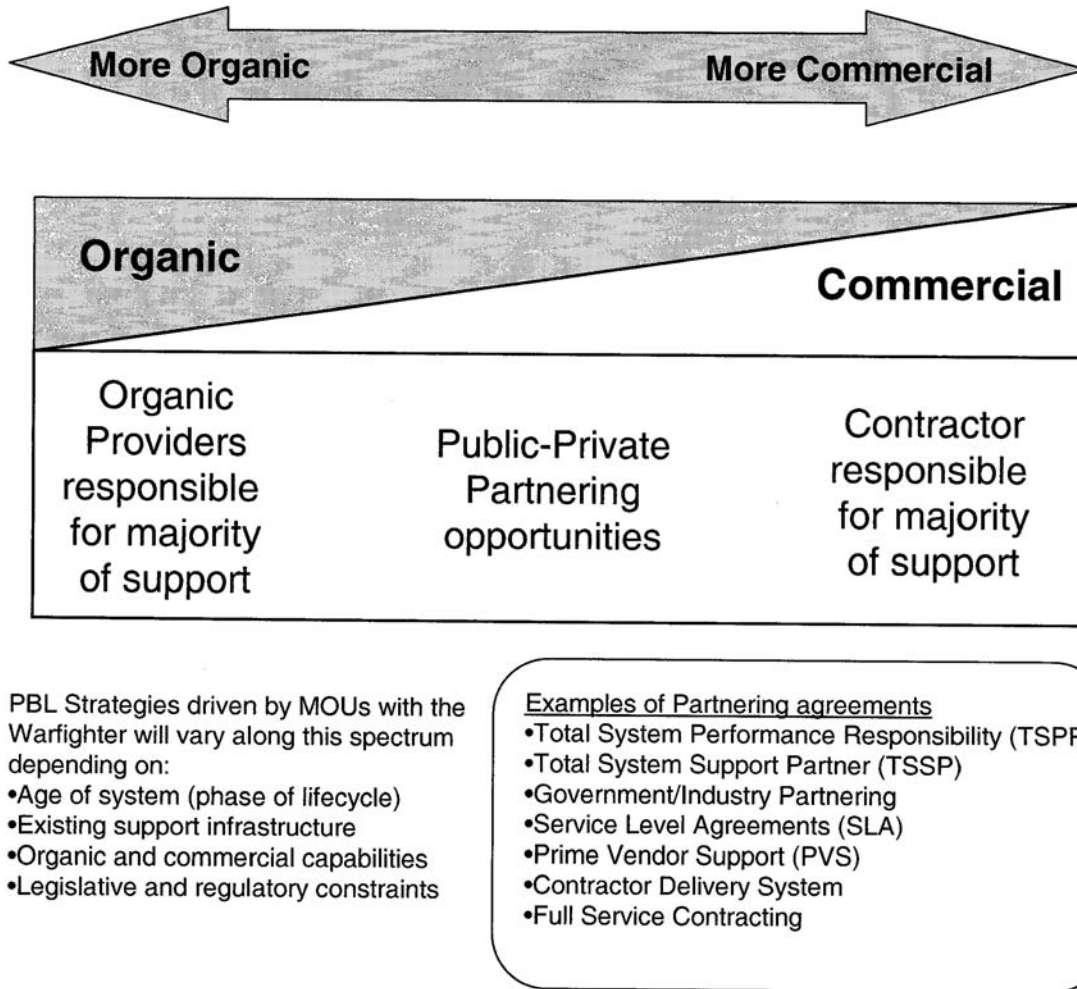 More Organic
More Commercial
Organic
Commercial
Organic
Providers
responsible
for majority
of support
Public-Private
Partnering
opportunities
Contractor
responsible
for majority
of support
PBL Strategies driven by MOUs with the
Warfighter will vary along this spectrum
depending on:
•Age of system (phase of lifecycle)
•Existing support infrastructure
•Organic and commercial capabilities
•Legislative and regulatory constraints
Examples of Partnering agreements
•Total System Performance Responsibility (TSPR
•Total System Support Partner (TSSP)
•Government/Industry Partnering
•Service Level Agreements (SLA)
•Prime Vendor Support (PVS)
•Contractor Delivery System
•Full Service Contracting